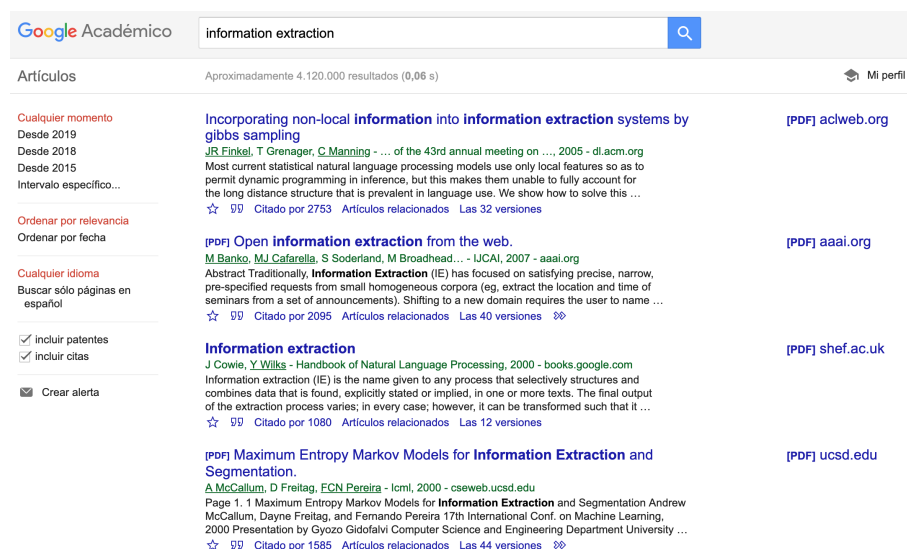 Google Académico
information extraction
Artículos
Aproximadamente 4.120.000 resultados (0,06 s)
Mi perfil
Cualquier momento
Desde 2019
Desde 2018
Desde 2015
Intervalo específico...
Ordenar por relevancia
Ordenar por fecha
Cualquier idioma
Buscar sólo páginas en
español
incluir patentes
incluir citas
Crear alerta
Incorporating non-local information into information extraction systems by
gibbs sampling
JR Finkel, T Grenager, C Manning - … of the 43rd annual meeting on …, 2005 - dl.acm.org
Most current statistical natural language processing models use only local features so as to
permit dynamic programming in inference, but this makes them unable to fully account for
the long distance structure that is prevalent in language use. We show how to solve this …
Citado por 2753 Artículos relacionados Las 32 versiones
[PDF] aclweb.org
[PDF] Open information extraction from the web.
M Banko, MJ Cafarella, S Soderland, M Broadhead… - IJCAI, 2007 - aaai.org
Abstract Traditionally, Information Extraction (IE) has focused on satisfying precise, narrow,
pre-specified requests from small homogeneous corpora (eg, extract the location and time of
seminars from a set of announcements). Shifting to a new domain requires the user to name …
Citado por 2095 Artículos relacionados Las 40 versiones
[PDF] aaai.org
Information extraction
J Cowie, Y Wilks - Handbook of Natural Language Processing, 2000 - books.google.com
Information extraction (IE) is the name given to any process that selectively structures and
combines data that is found, explicitly stated or implied, in one or more texts. The final output
of the extraction process varies; in every case; however, it can be transformed such that it …
Citado por 1080 Artículos relacionados Las 12 versiones
[PDF] shef.ac.uk
[PDF] Maximum Entropy Markov Models for Information Extraction and
Segmentation.
A McCallum, D Freitag, FCN Pereira - Icml, 2000 - cseweb.ucsd.edu
Page 1. 1 Maximum Entropy Markov Models for Information Extraction and Segmentation Andrew
McCallum, Dayne Freitag, and Fernando Pereira 17th International Conf. on Machine Learning,
2000 Presentation by Gyozo Gidofalvi Computer Science and Engineering Department University …
Citado por 1585 Artículos relacionados Las 44 versiones
[PDF] ucsd.edu